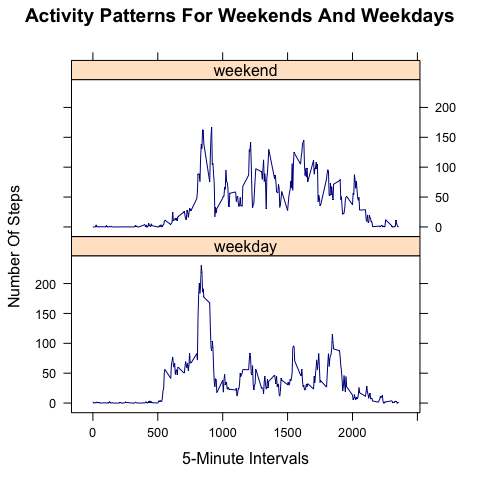 Activity Patterns For Weekends And Weekdays
weekend
200
150
100
50
0
weekday
200
150
100
50
0
Number Of Steps
0 500 1000 1500 2000
5-Minute Intervals